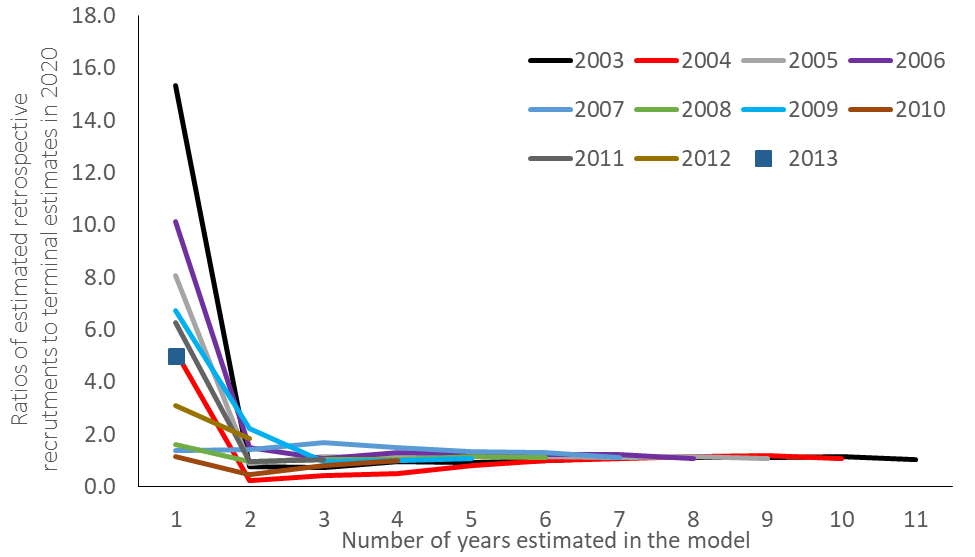 18.0
16.0
14.0
12.0
10.0
8.0
6.0
4.0
2.0
0.0
Ratios of estimated retrospective
recrutments to terminal estimates in 2020
2003 2004 2005 2006
2007 2008 2009 2010
2011 2012 2013
1 2 3 4 5 6 7 8 9 10 11
Number of years estimated in the model